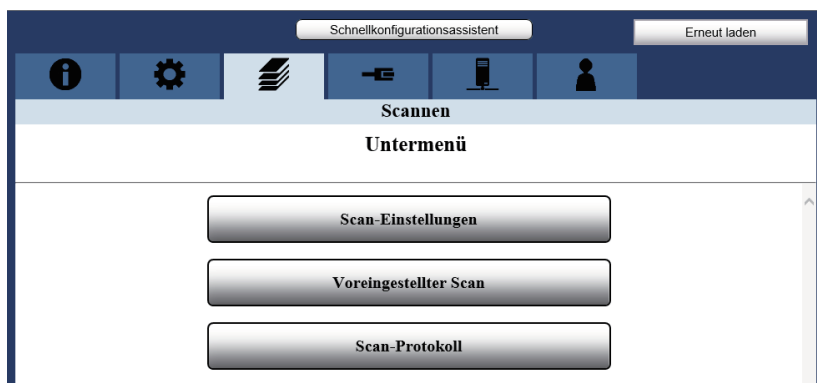 Schnellkonfigurationsassistent
Erneut laden
Scannen
Untermenü
Scan-Einstellungen
Voreingestellter Scan
Scan-Protokoll